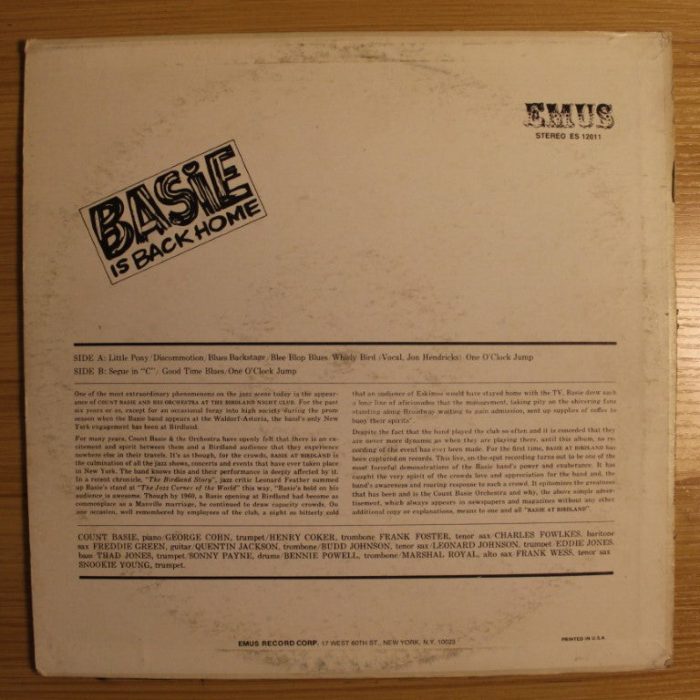 EMUS
STEREO ES 12011
BASiE
IS BACK HOME
SIDE A: Little Pony/Discommotion, Blues Backstage/Blee Blop Blues/Whirly Bird (Vocal, Jon Hendricks) One O'Clock Jump
SIDE B: Segue in "C"/ Good Time Blues/One O'Clock Jump
One of the most extraordinary phenomenons on the jazz scene today is the appear-
ance of COUNT BASIE AND HIS ORCHESTRA AT THE BIRDLAND NIGHT CLUB. For the past
six years or so, except for an occasional foray into high society during the prom
season when the Basie band appears at the Waldorf-Astoria, the band's only New
York engagement has been at Birdland.
For many years, Count Basie & the Orchestra have openly felt that there is an ex-
citement and spirit between them and a Birdland audience that they experience
nowhere else in their travels. It's as though, for the crowds, BASIE AT BIRDLAND is
the culmination of all the jazz shows, concerts and events that have ever taken place
in New York. The band knows this and their performance is deeply affected by it.
In a recent chronicle, "The Birdland Story", jazz critic Leonard Feather summed
up Basie's stand at "The Jazz Corner of the World" this way. "Basie's hold on his
audience is awesome. Though by 1960, a Basie opening at Birdland had become as
commonplace as a Manville marriage, he continued to draw capacity crowds. On
one occasion, well remembered by employees of the club, a night so bitterly cold
that an audience of Eskimos would have stayed home with the TV, Basie drew such
a long line of aficionados that the management, taking pity on the shivering fans
standing along Broadway waiting to gain admission, sent up supplies of coffee to
buoy their spirits".
Despite the fact that the band played the club so often and it is conceded that they
are never more dynamic as when they are playing there, until this album, no re-
cording of the event has ever been made. For the first time, BASIE AT BIRDLAND has
been captured on records. This live, on the spot recording turns out to be one of the
most forceful demonstrations of the Basie band's power and exuberance. It has
caught the very spirit of the crowds love and appreciation for the band and, the
band's awareness and rousing response to such a crowd. It epitomizes the greatness
that has been and is the Count Basie Orchestra and why, the above simple adver-
tisement, which always appears in newspapers and magazines without any other
additional copy or explanations, means to one and all "BASIE AT BIRDLAND".
COUNT BASIE, piano/GEORGE COHN, trumpet/HENRY COKER, trombone FRANK FOSTER, tenor sax/CHARLES FOWLKES, baritone
sax FREDDIE GREEN, guitar/QUENTIN JACKSON, trombone/BUDD JOHNSON, tenor sax/LEONARD JOHNSON, trumpet EDDIE JONES,
bass THAD JONES, trumpet/SONNY PAYNE, drums/BENNIE POWELL, trombone/MARSHAL ROYAL, alto sax/FRANK WESS, tenor sax
SNOOKIE YOUNG, trumpet.
EMUS RECORD CORP. 17 WEST 60TH ST., NEW YORK, N.Y. 10023
PRINTED IN U.S.A.